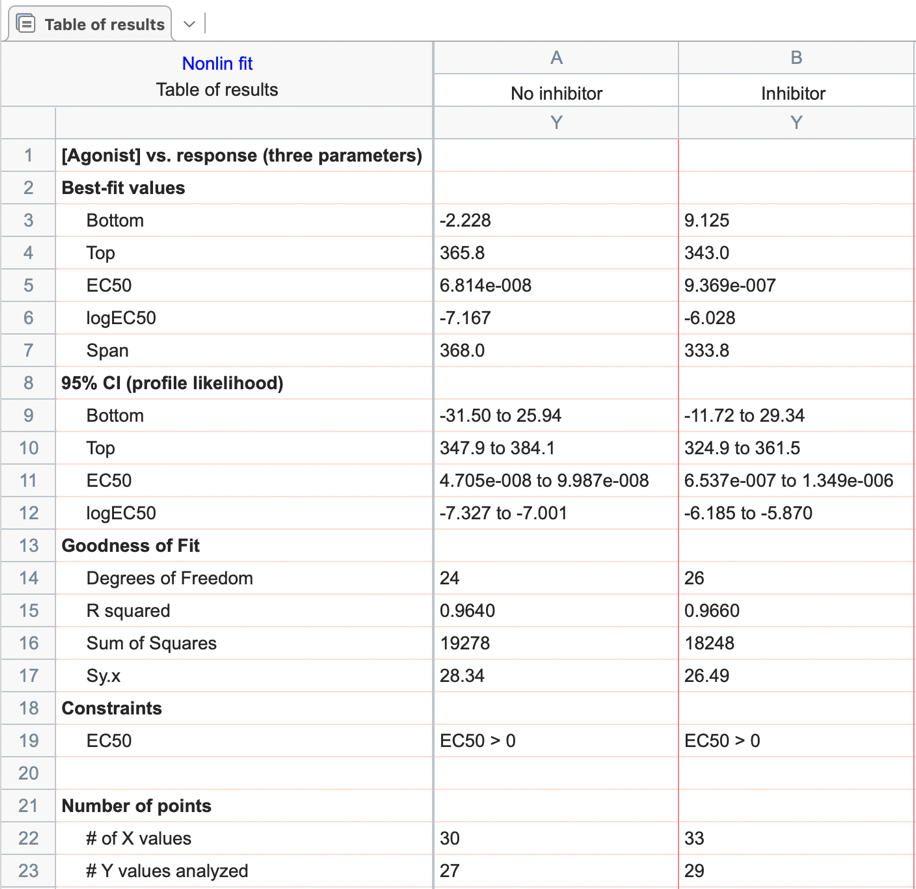 Table of results
Nonlin fit A B
Table of results No inhibitor Inhibitor
Y Y
1 [Agonist] vs. response (three parameters)
2 Best-fit values
3 Bottom -2.228 9.125
4 Top 365.8 343.0
5 EC50 6.814e-008 9.369e-007
6 logEC50 -7.167 -6.028
7 Span 368.0 333.8
8 95% CI (profile likelihood)
9 Bottom -31.50 to 25.94 -11.72 to 29.34
10 Top 347.9 to 384.1 324.9 to 361.5
11 EC50 4.705e-008 to 9.987e-008 6.537e-007 to 1.349e-006
12 logEC50 -7.327 to -7.001 -6.185 to -5.870
13 Goodness of Fit
14 Degrees of Freedom 24 26
15 R squared 0.9640 0.9660
16 Sum of Squares 19278 18248
17 Sy.x 28.34 26.49
18 Constraints
19 EC50 EC50 > 0 EC50 > 0
20
21 Number of points
22 # of X values 30 33
23 # Y values analyzed 27 29